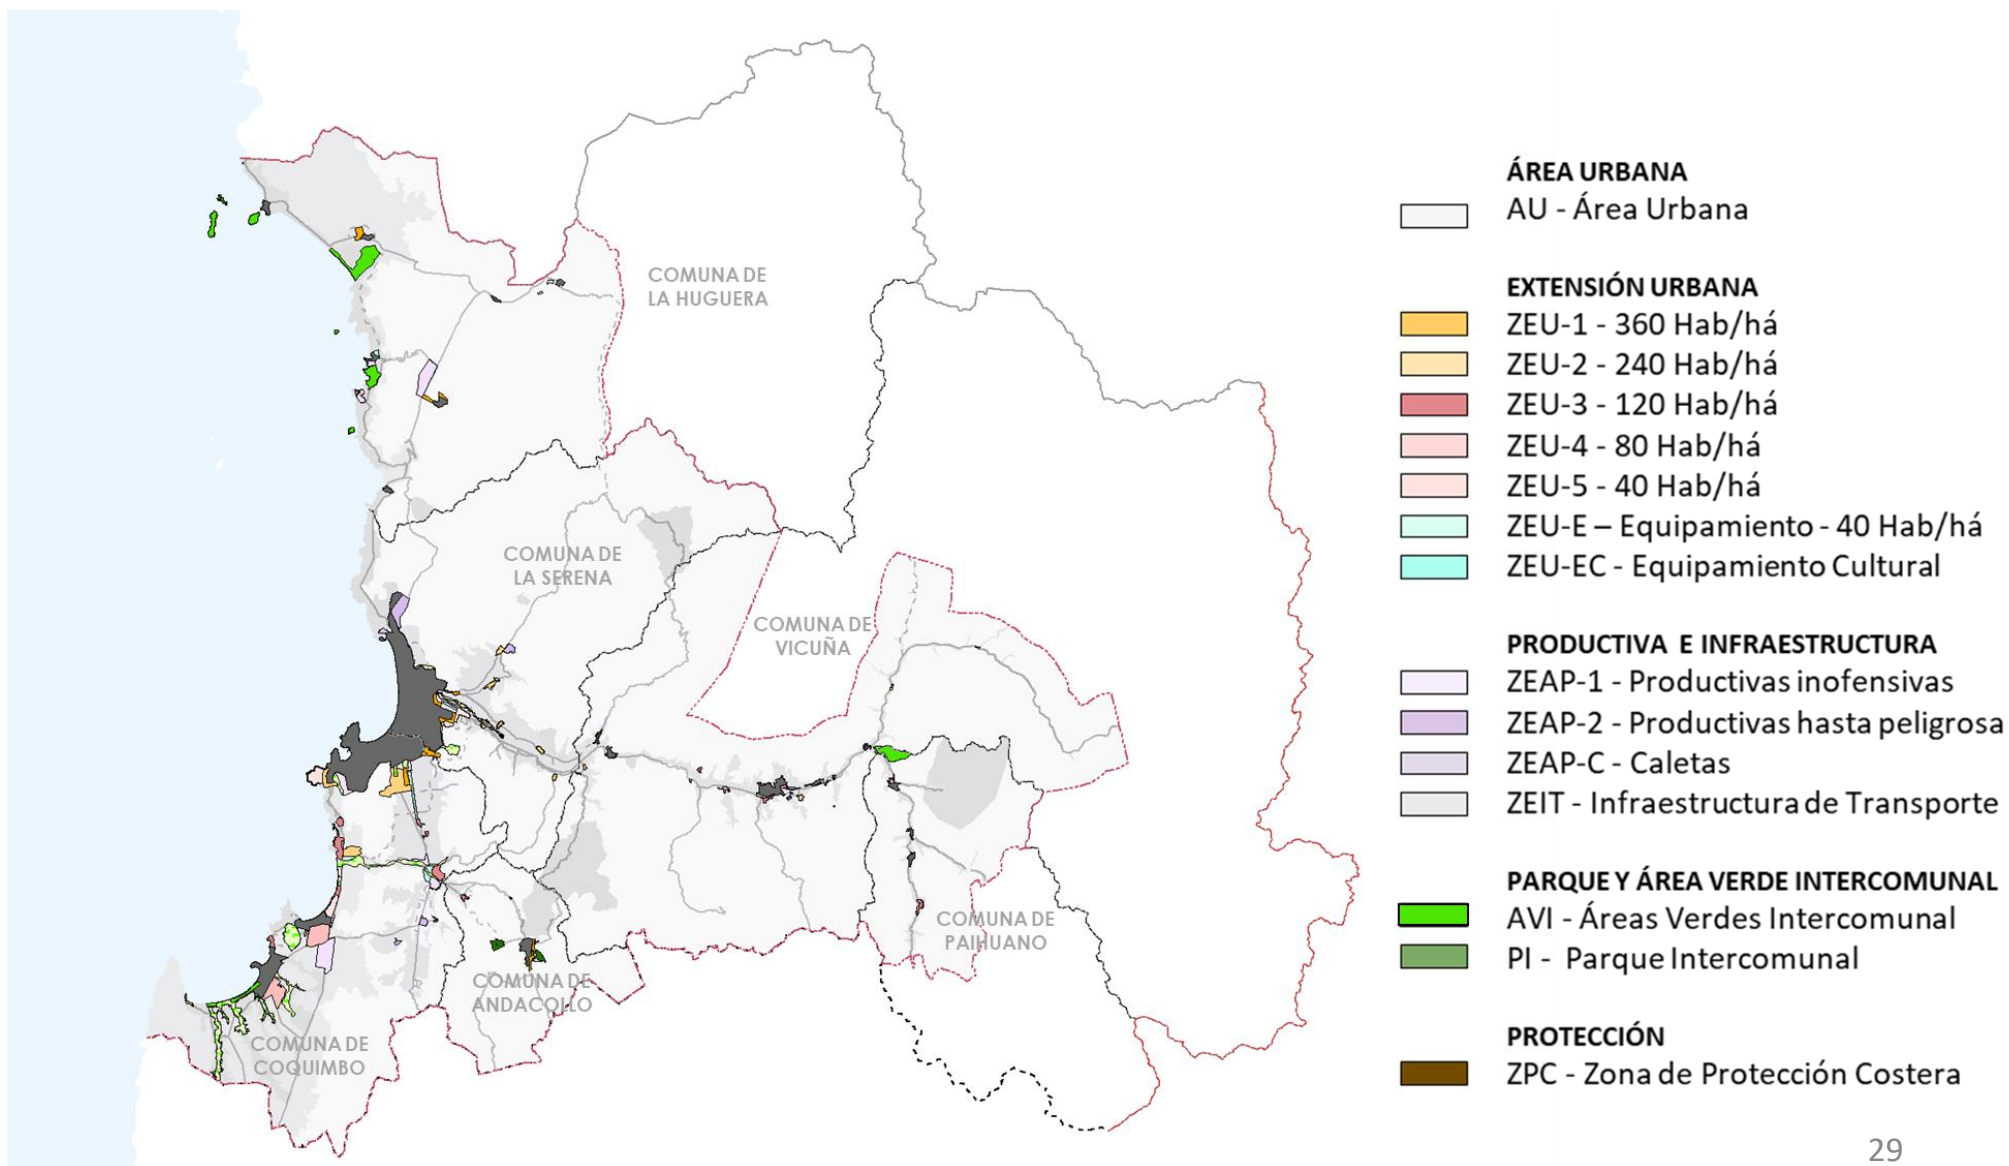 COMUNA DE
LA HUGUERA
COMUNA DE
LA SERENA
COMUNA DE
VICUÑA
COMUNA DE
PAIHUANO
COMUNA DE
ANDACOLLO
COMUNA DE
COQUIMBO
ÁREA URBANA
AU - Área Urbana
EXTENSIÓN URBANA
ZEU-1 - 360 Hab/há
ZEU-2 - 240 Hab/há
ZEU-3 - 120 Hab/há
ZEU-4 - 80 Hab/há
ZEU-5 - 40 Hab/há
ZEU-E – Equipamiento - 40 Hab/há
ZEU-EC - Equipamiento Cultural
PRODUCTIVA E INFRAESTRUCTURA
ZEAP-1 - Productivas inofensivas
ZEAP-2 - Productivas hasta peligrosa
ZEAP-C - Caletas
ZEIT - Infraestructura de Transporte
PARQUE Y ÁREA VERDE INTERCOMUNAL
AVI - Áreas Verdes Intercomunal
PI - Parque Intercomunal
PROTECCIÓN
ZPC - Zona de Protección Costera
29